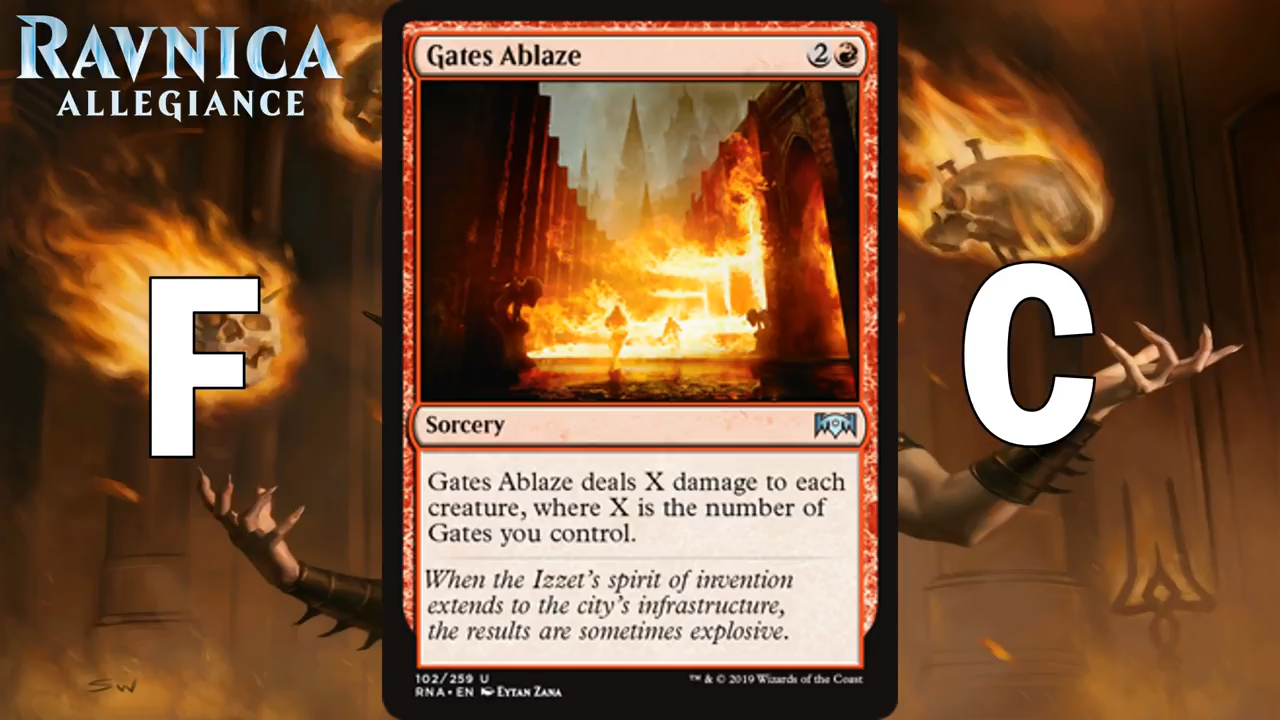 RAVNICA
ALLEGIANCE
Gates Ablaze 2
F
C
Sorcery
Gates Ablaze deals X damage to each
creature, where X is the number of
Gates you control.
When the Izzet's spirit of invention
extends to the city's infrastructure,
the results are sometimes explosive.
102/259 U
RNA • EN Eytan Zana
™ & © 2019 Wizards of the Coast
SW